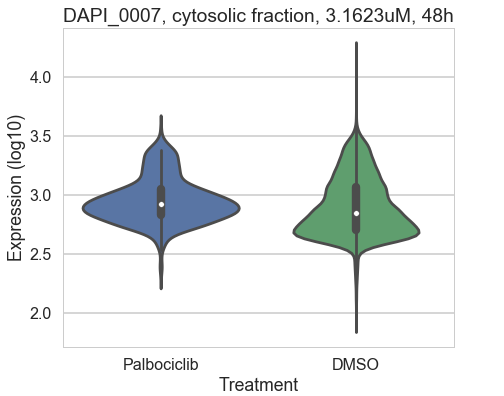 DAPI_0007, cytosolic fraction, 3.1623uM, 48h
Expression (log10)
4.0
3.5
3.0
2.5
2.0
Palbociclib DMSO
Treatment